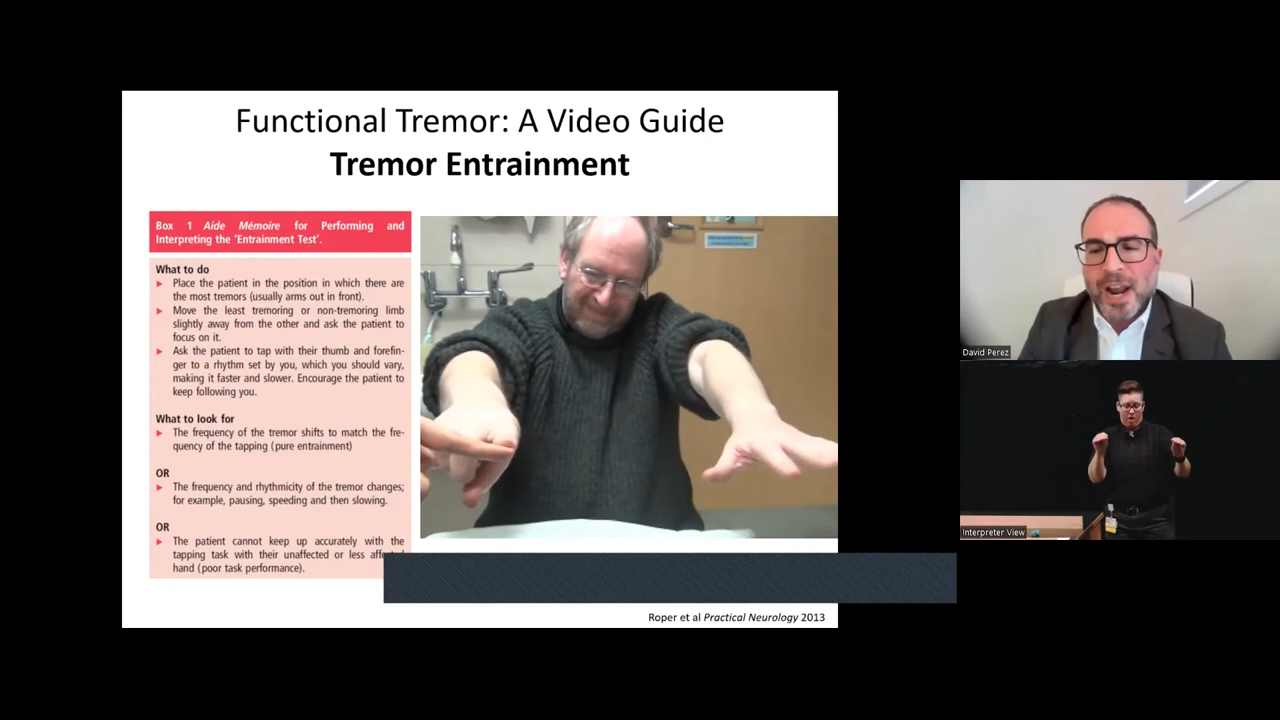 Functional Tremor: A Video Guide
Tremor Entrainment
Box 1 Aide Mémoire for Performing and
Interpreting the 'Entrainment Test'.
What to do
Place the patient in the position in which there are
the most tremors (usually arms out in front).
Move the least tremoring or non-tremoring limb
slightly away from the other and ask the patient to
focus on it.
Ask the patient to tap with their thumb and forefin-
ger to a rhythm set by you, which you should vary,
making it faster and slower. Encourage the patient to
keep following you.
What to look for
The frequency of the tremor shifts to match the fre-
quency of the tapping (pure entrainment)
OR
The frequency and rhythmicity of the tremor changes;
for example, pausing, speeding and then slowing.
OR
The patient cannot keep up accurately with the
tapping task with their unaffected or less affected
hand (poor task performance).
Roper et al Practical Neurology 2013
David Perez
Interpreter View